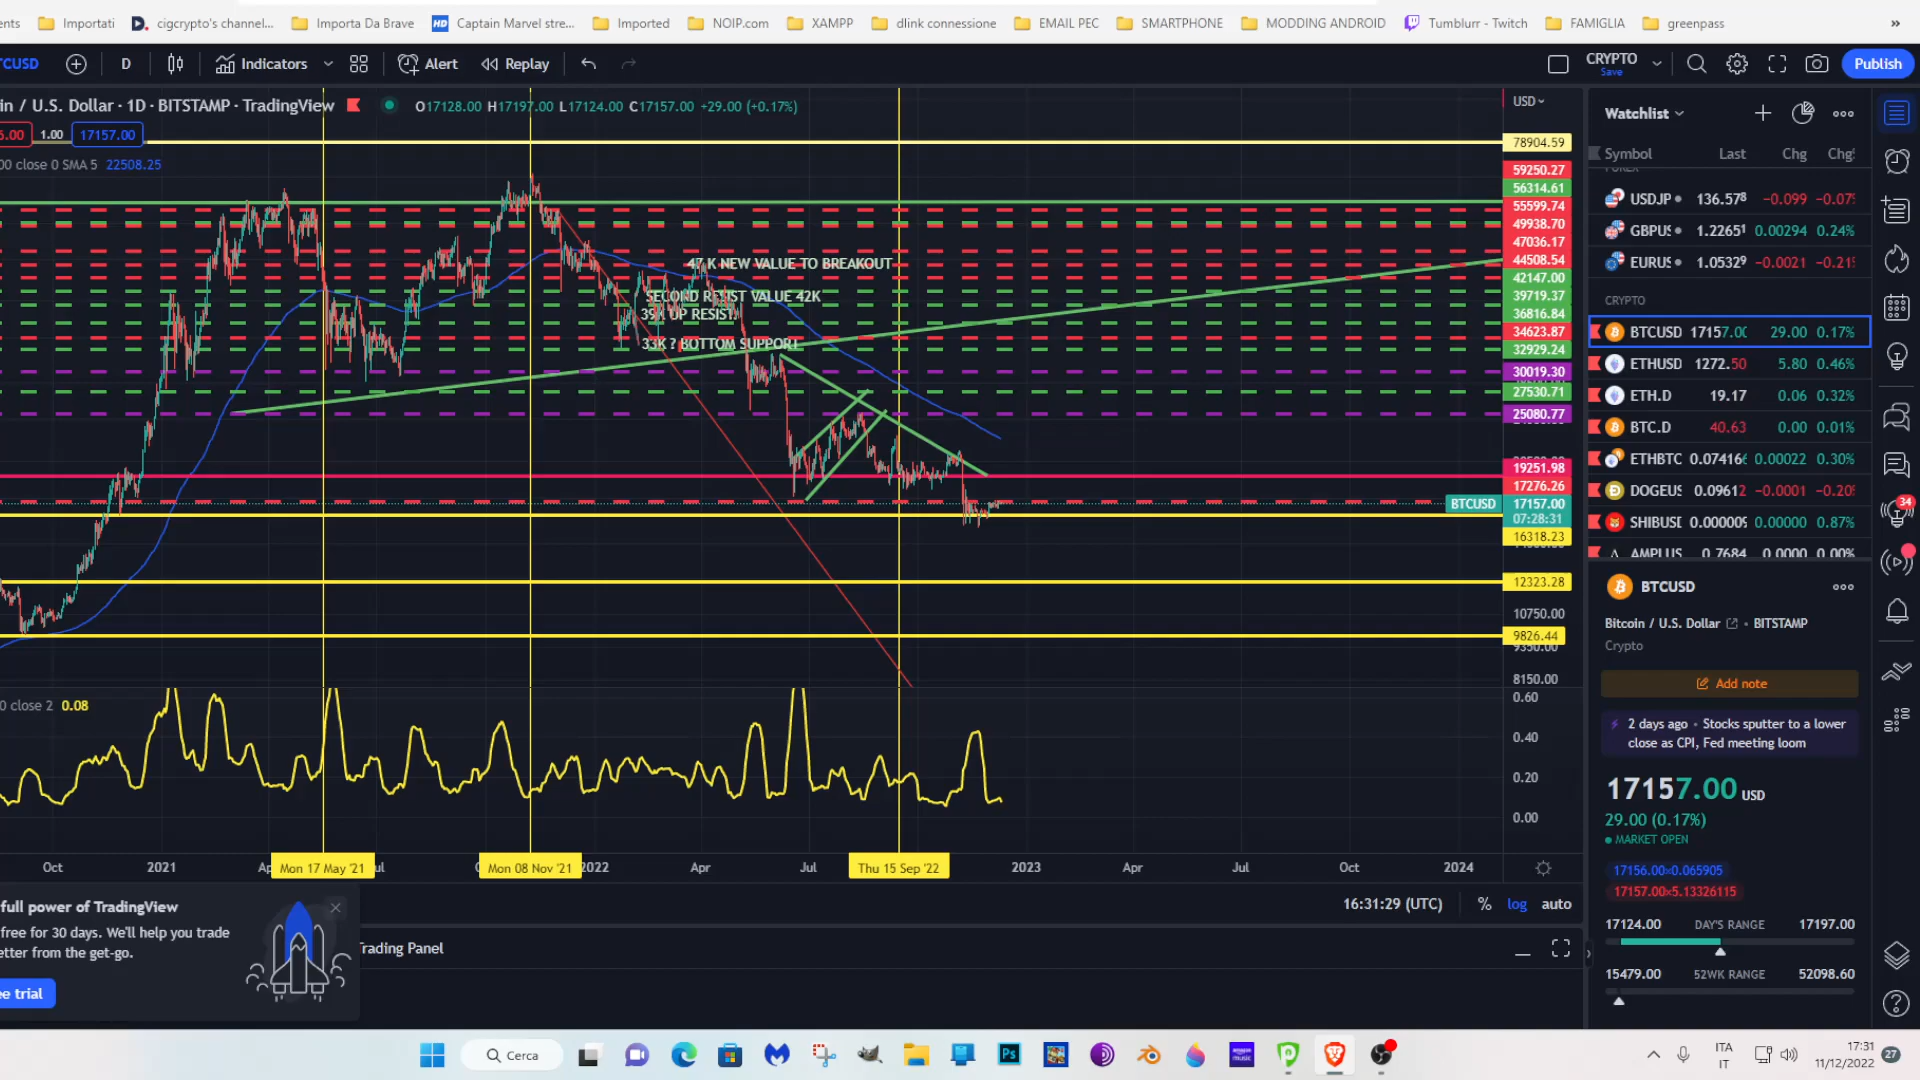 ents Importati cigcrypto's channel... Importa Da Brave Captain Marvel stre... Imported NOIP.com XAMPP dlink connessione EMAIL PEC SMARTPHONE MODDING ANDROID Tumblurr - Twitch FAMIGLIA greenpass »
TCUSD D Indicators Alert Replay CRYPTO Save Publish
in / U.S. Dollar · 1D · BITSTAMP · TradingView O17128.00 H17197.00 L17124.00 C17157.00 +29.00 (+0.17%)
6.00 1.00 17157.00
00 close 0 SMA 5 22508.25
USD
78904.59
59250.27
56314.61
55599.74
49938.70
47036.17
44508.54
42147.00
39719.37
36816.84
34623.87
32929.24
30019.30
27530.71
25080.77
19251.98
17276.26
BTCUSD 17157.00
07:28:31
16318.23
12323.28
10750.00
9826.44
9350.00
8150.00
47 K NEW VALUE TO BREAKOUT
SECOND RESIST VALUE 42K
39K UP RESIST.
33K ? BOTTOM SUPPORT
0 close 2 0.08
0.60
0.40
0.20
0.00
Oct 2021 Ap Mon 17 May '21 ul Mon 08 Nov '21 2022 Apr Jul Thu 15 Sep '22 2023 Apr Jul Oct 2024
16:31:29 (UTC) % log auto
full power of TradingView
free for 30 days. We'll help you trade
etter from the get-go.
ee trial
Trading Panel
Watchlist
Symbol Last Chg Chg%
FOREX
USDJP 136.578 -0.099 -0.07%
GBPUS 1.22651 0.00294 0.24%
EURUS 1.05329 -0.0021 -0.21%
CRYPTO
BTCUSD 17157.00 29.00 0.17%
ETHUSD 1272.50 5.80 0.46%
ETH.D 19.17 0.06 0.32%
BTC.D 40.63 0.00 0.01%
ETHBTC 0.074166 0.00022 0.30%
DOGEUS 0.09612 -0.0001 -0.20%
SHIBUSD 0.000009 0.00000 0.87%
AMPLUS 0.7684 0.0000 0.00%
34
BTCUSD
Bitcoin / U.S. Dollar • BITSTAMP
Crypto
Add note
2 days ago • Stocks sputter to a lower
close as CPI, Fed meeting loom
17157.00 USD
29.00 (0.17%)
MARKET OPEN
17156.00×0.065905
17157.00×5.13326115
17124.00 DAY'S RANGE 17197.00
15479.00 52WK RANGE 52098.60
Cerca
ITA
IT
17:31
11/12/2022
27